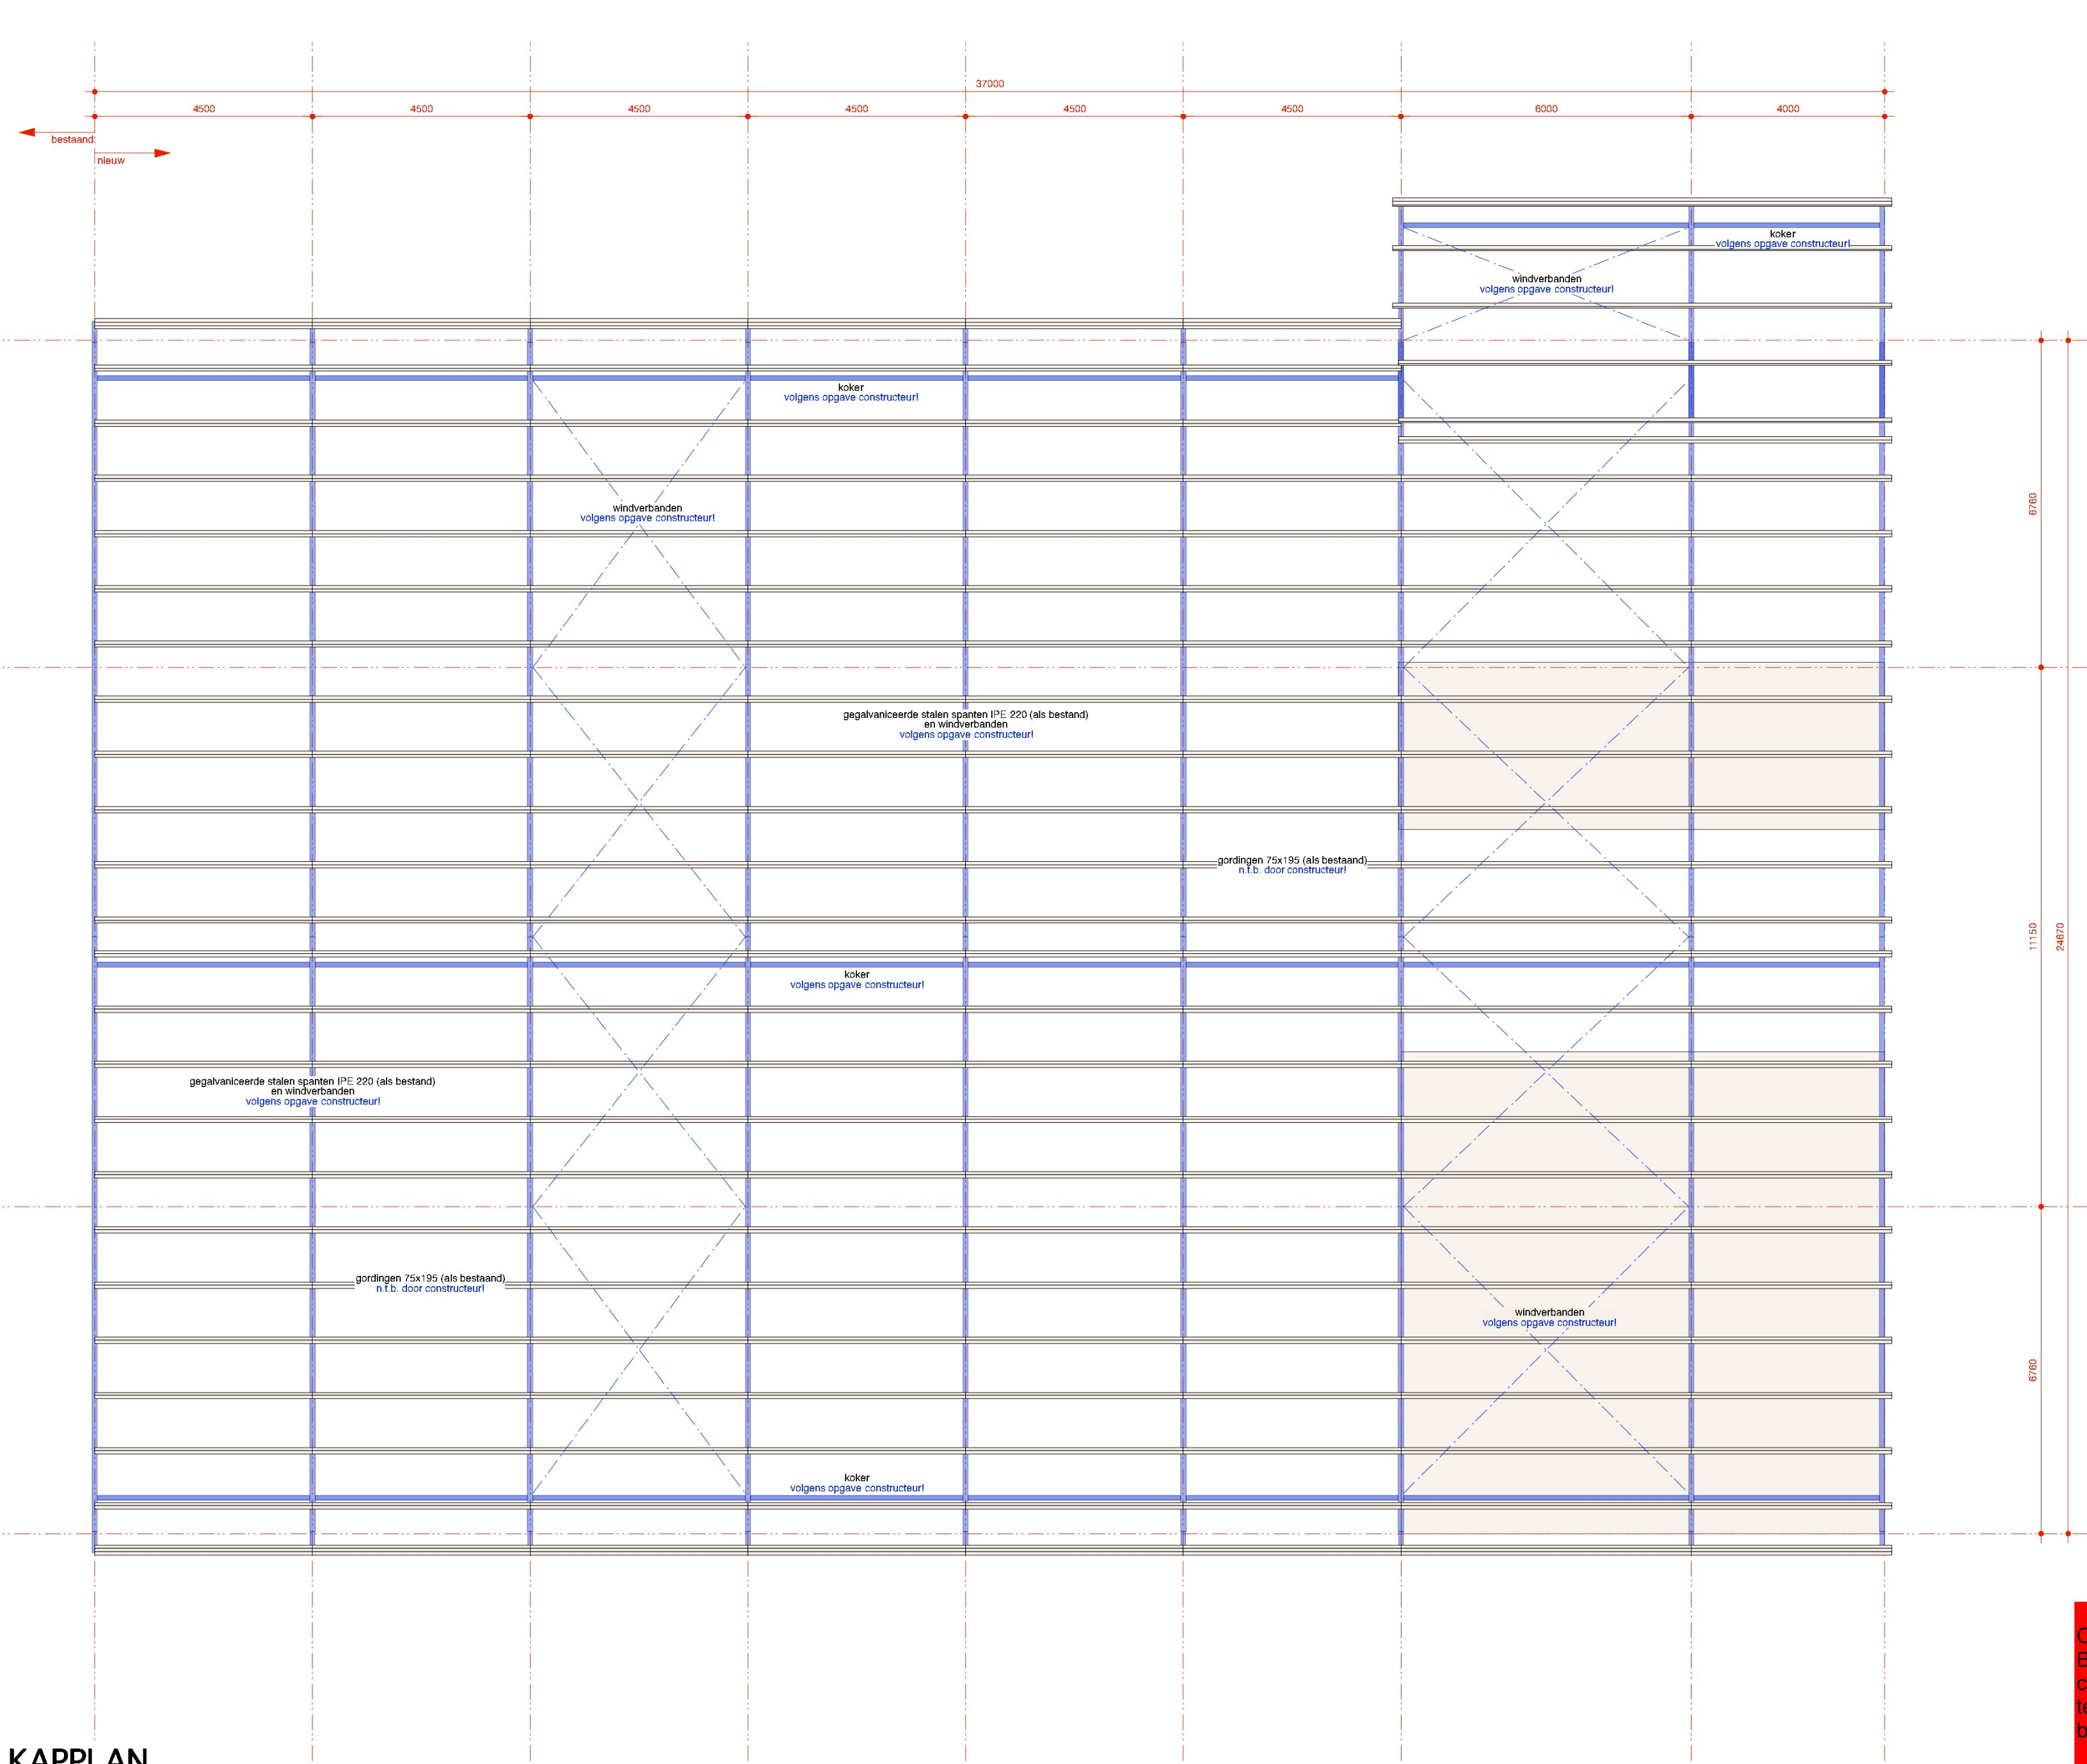 37000
4500 4500 4500 4500 4500 4500 6000 4000
bestaand
nieuw
koker
volgens opgave constructeur!
windverbanden
volgens opgave constructeur!
koker
volgens opgave constructeur!
windverbanden
volgens opgave constructeur!
6760
gegalvaniceerde stalen spanten IPE 220 (als bestand)
en windverbanden
volgens opgave constructeur!
gordingen 75x195 (als bestaand)
n.t.b. door constructeur!
11150
24670
koker
volgens opgave constructeur!
gegalvaniceerde stalen spanten IPE 220 (als bestand)
en windverbanden
volgens opgave constructeur!
gordingen 75x195 (als bestaand)
n.t.b. door constructeur!
windverbanden
volgens opgave constructeur!
6760
koker
volgens opgave constructeur!
KAPPLAN